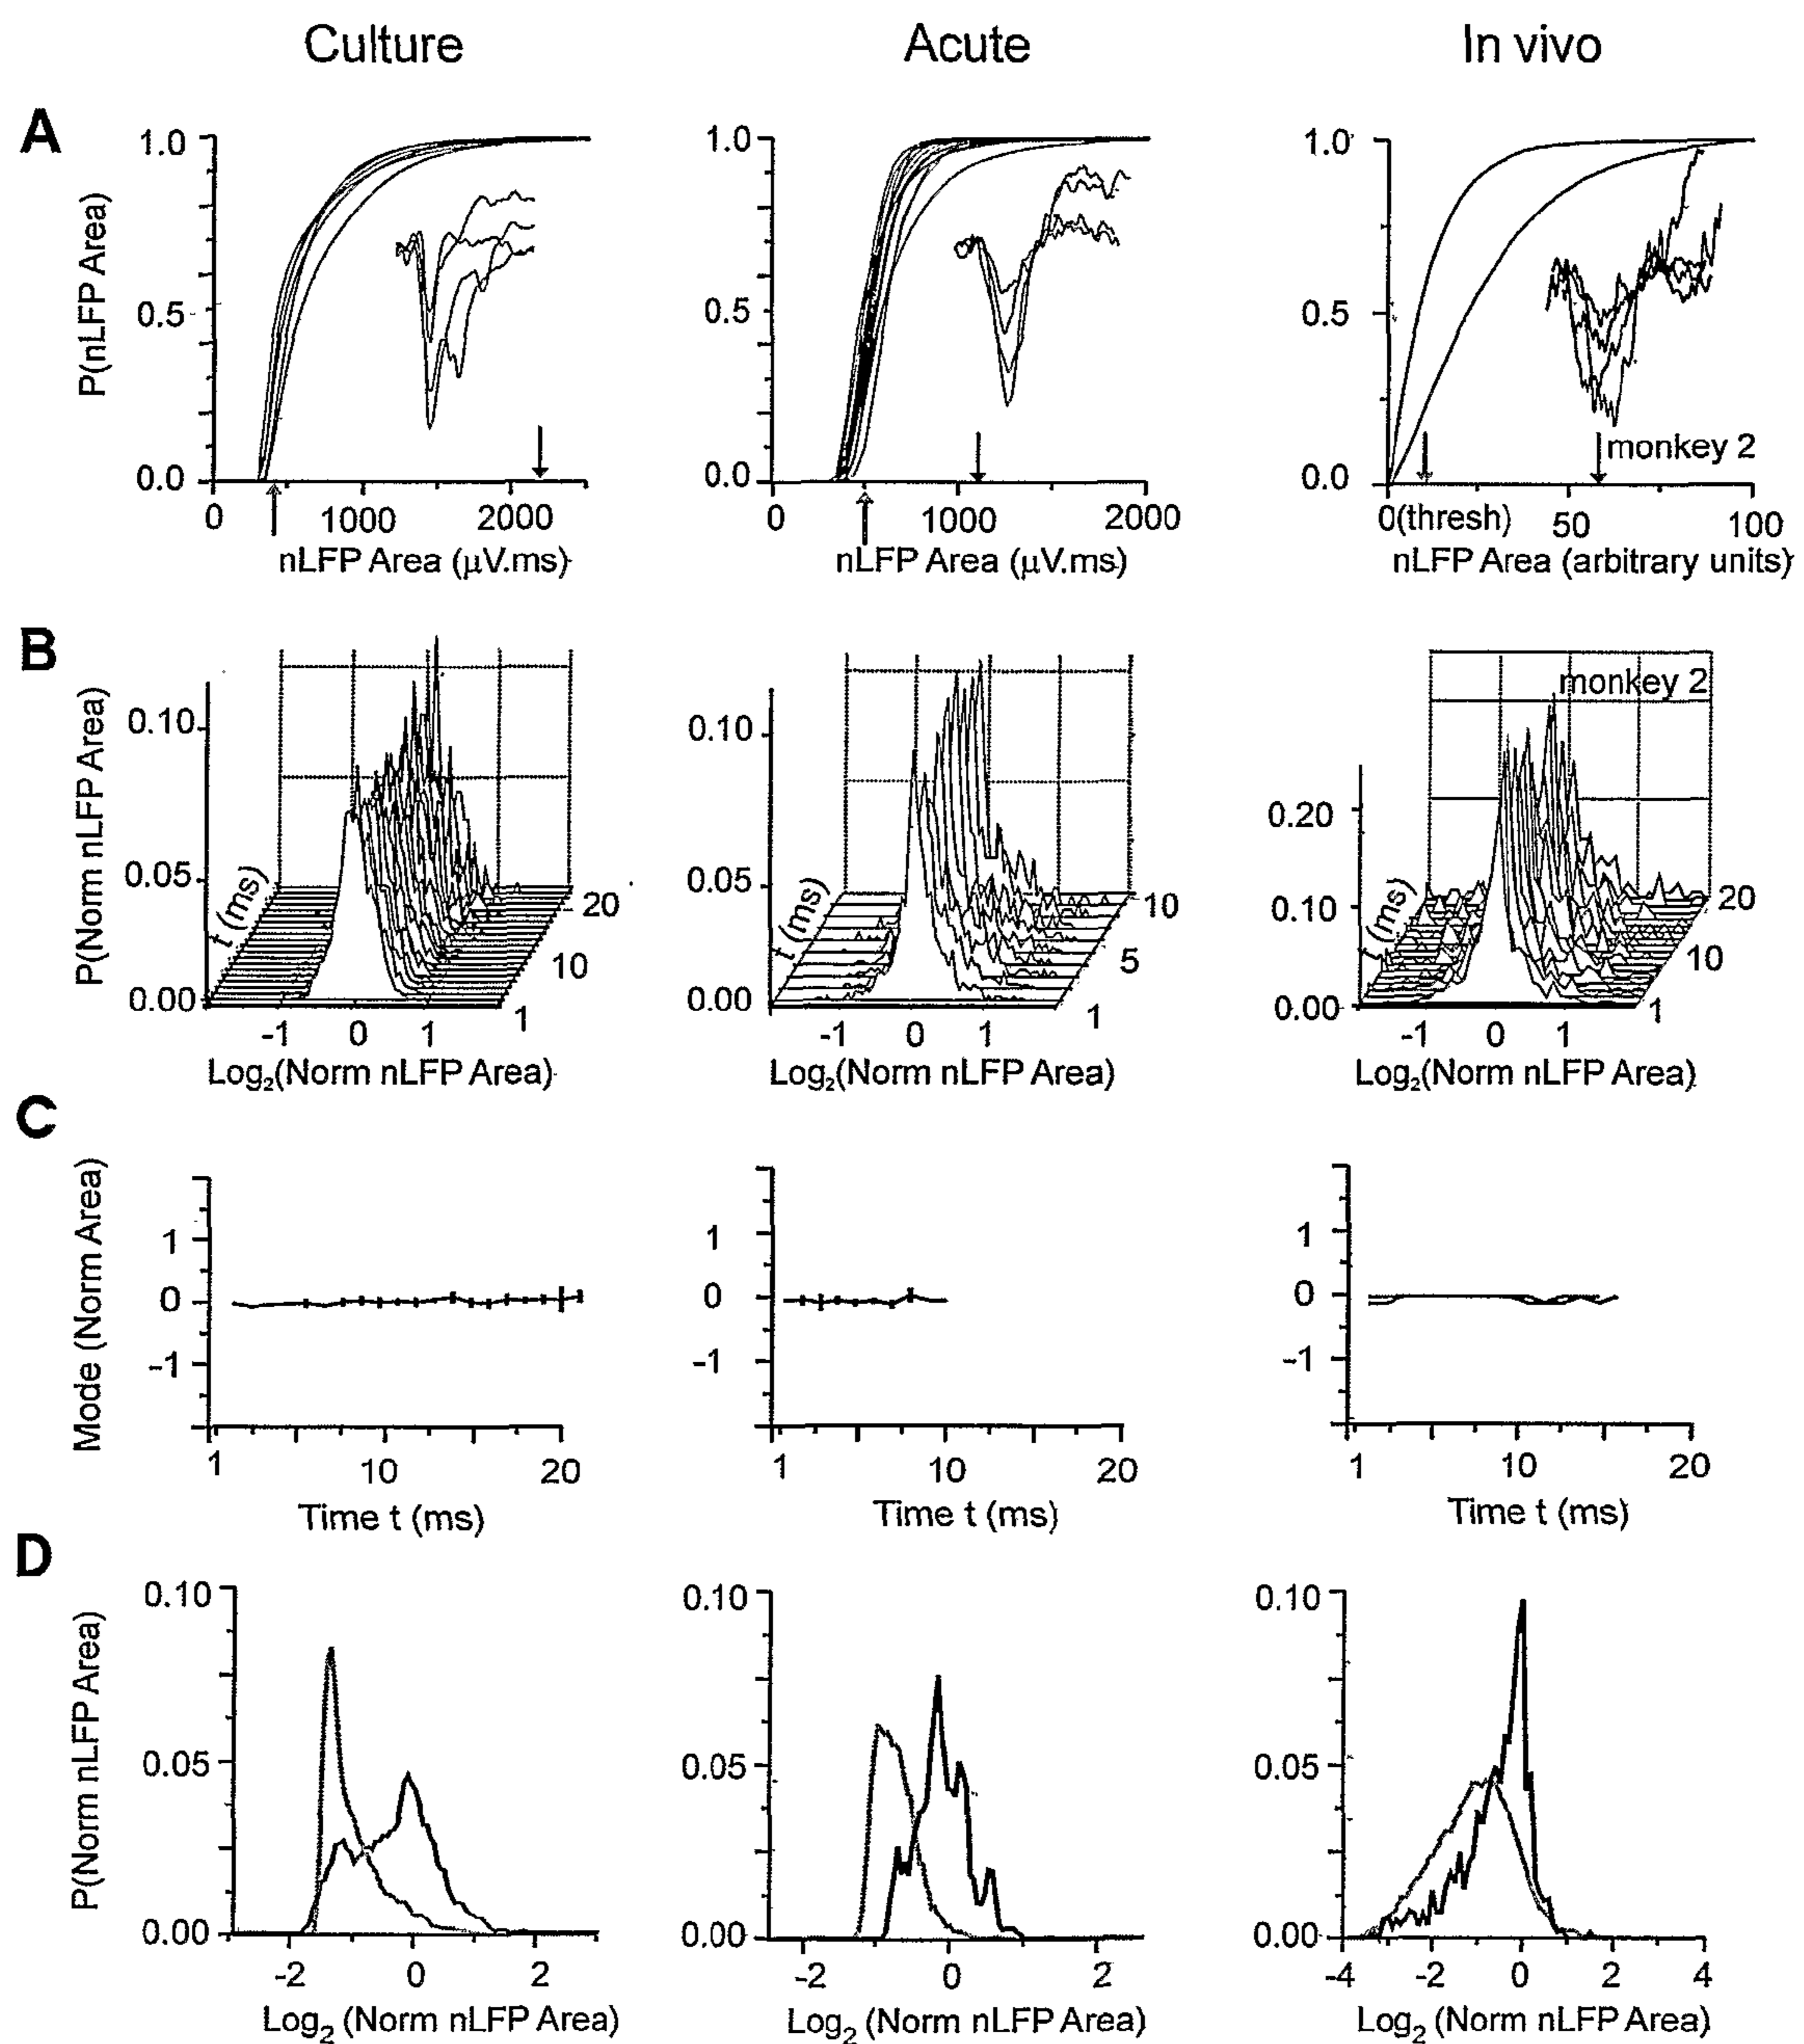 Culture Acute In vivo
A
P(nLFP Area)
1.0 0.5 0.0
0 1000 2000
nLFP Area (µV.ms)
1.0 0.5 0.0
0 1000 2000
nLFP Area (µV.ms)
1.0 0.5 0.0
monkey 2
0(thresh) 50 100
nLFP Area (arbitrary units)
B
P(Norm nLFP Area)
0.10 0.05 0.00
t (ms)
20 10 1
-1 0 1
Log₂(Norm nLFP Area)
0.10 0.05 0.00
t (ms)
10 5 1
-1 0 1
Log₂(Norm nLFP Area)
monkey 2
0.20 0.10 0.00
t (ms)
20 10 1
-1 0 1
Log₂(Norm nLFP Area)
C
Mode (Norm Area)
1 0 -1
1 10 20
Time t (ms)
1 0 -1
1 10 20
Time t (ms)
1 0 -1
1 10 20
Time t (ms)
D
P(Norm nLFP Area)
0.10 0.05 0.00
-2 0 2
Log₂ (Norm nLFP Area)
0.10 0.05 0.00
-2 0 2
Log₂ (Norm nLFP Area)
0.10 0.05 0.00
-4 -2 0 2 4
Log₂ (Norm nLFP Area)